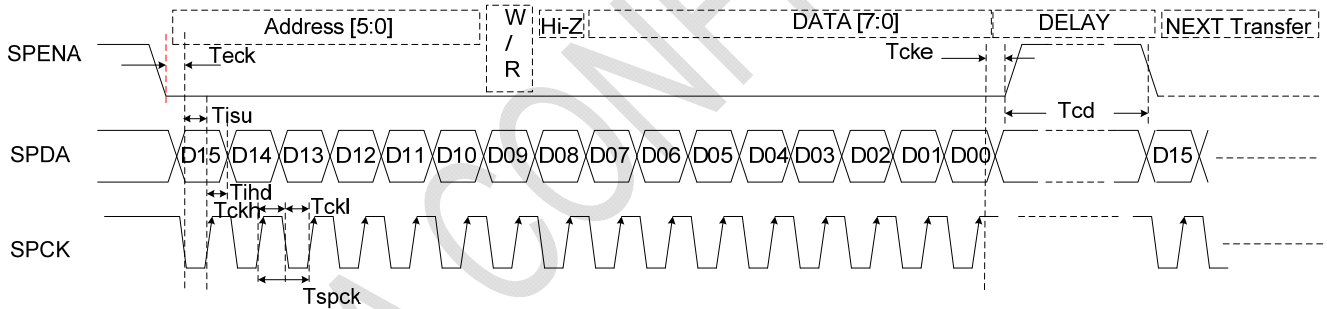 Address [5:0]
W
/
R
Hi-Z
DATA [7:0]
DELAY
NEXT Transfer
SPENA
Teck
Tcke
Tcd
Tisu
SPDA
D15
D14
D13
D12
D11
D10
D09
D08
D07
D06
D05
D04
D03
D02
D01
D00
D15
Tihd
Tckh
Tckl
SPCK
Tspck